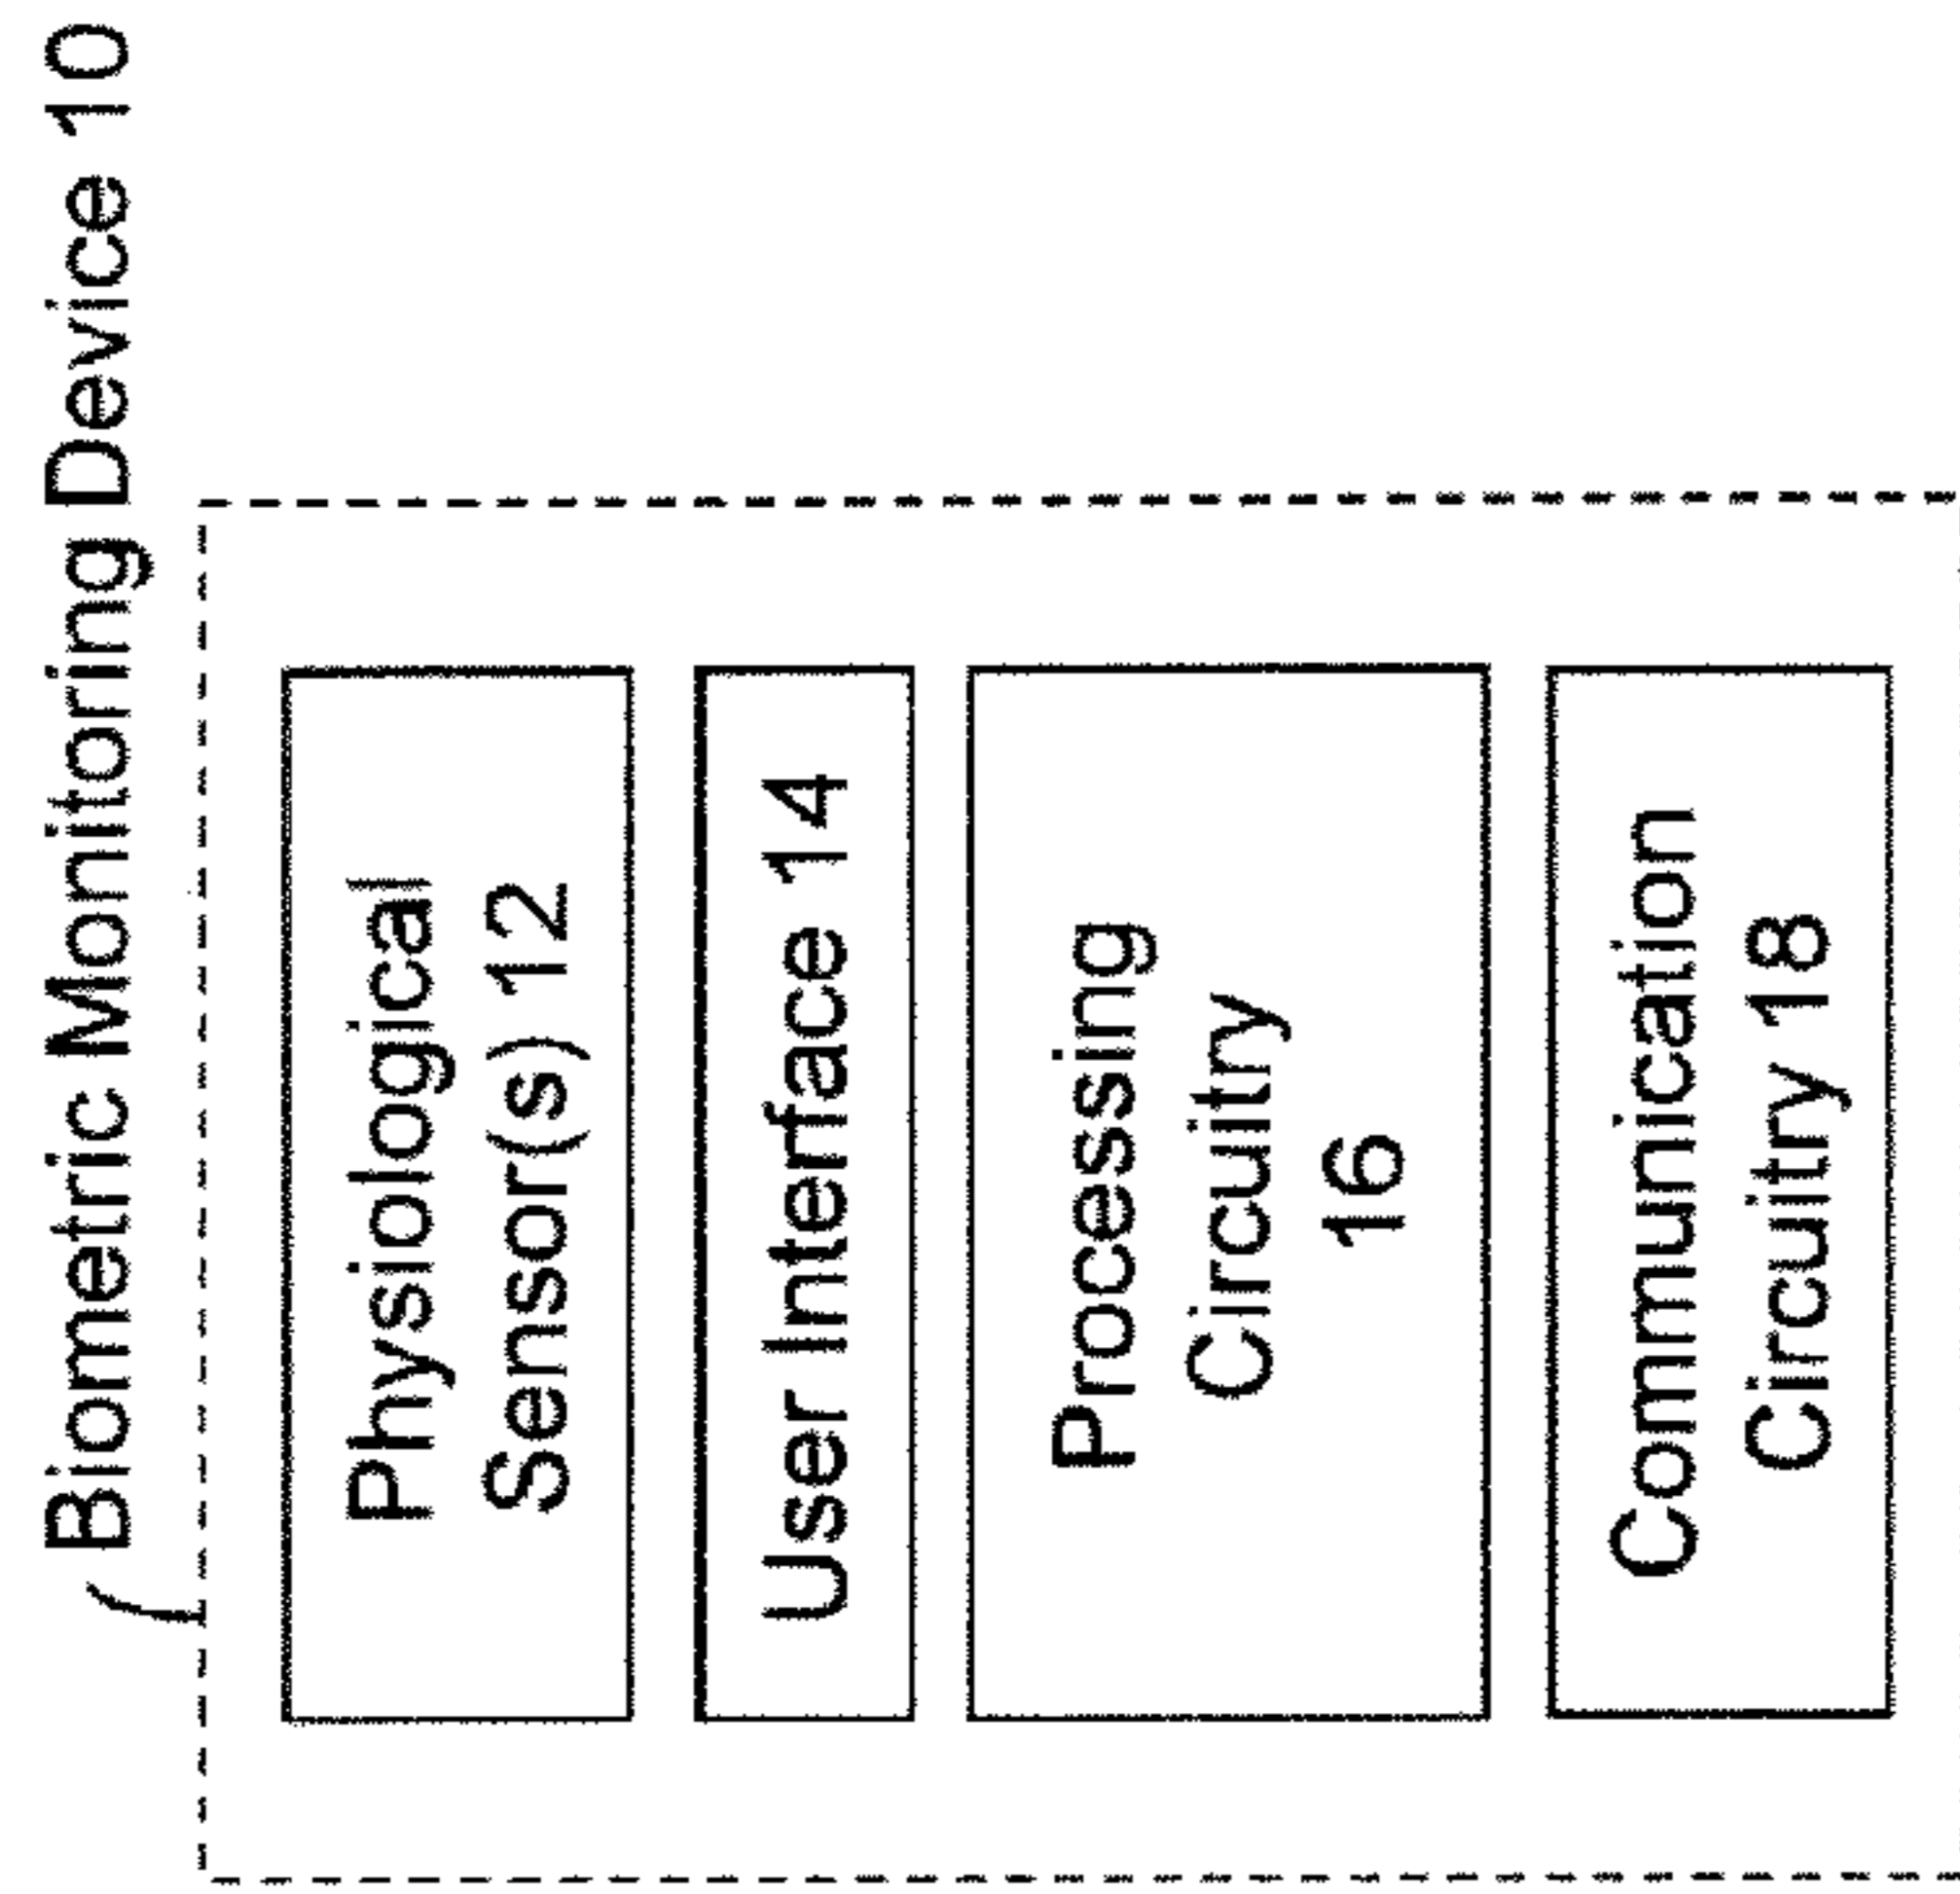 Biometric Monitoring Device 10
Physiological
Sensor(s) 12
User Interface 14
Processing
Circuitry
16
Communication
Circuitry 18